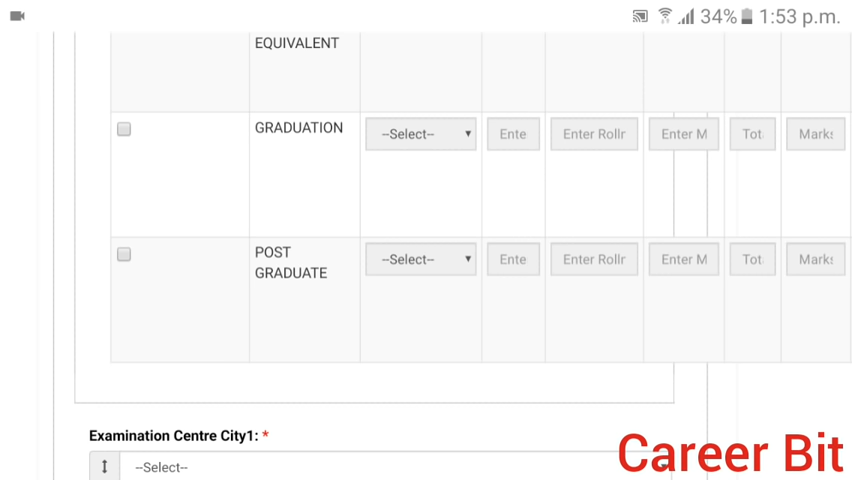 34% 1:53 p.m.
EQUIVALENT
GRADUATION --Select-- Ente Enter Rollr Enter M Tot Marks
POST
GRADUATE --Select-- Ente Enter Rollr Enter M Tot Marks
Examination Centre City1: *
--Select--
Career Bit